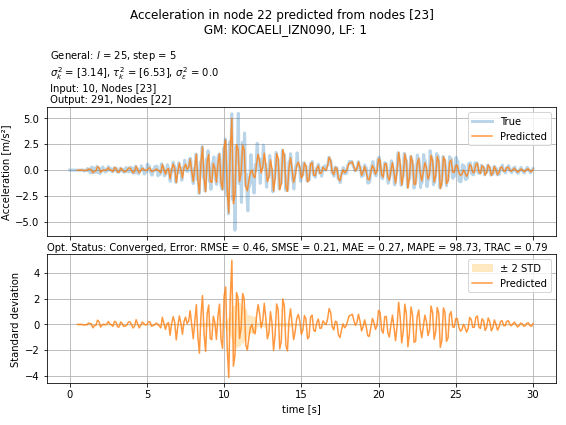 Acceleration in node 22 predicted from nodes [23]
GM: KOCAELI_IZN090, LF: 1
General: l = 25, step = 5
σ²ₖ = [3.14], τ²ₖ = [6.53], σ²ε = 0.0
Input: 10, Nodes [23]
Output: 291, Nodes [22]
Acceleration [m/s²]
5.0
2.5
0.0
−2.5
−5.0
True
Predicted
Opt. Status: Converged, Error: RMSE = 0.46, SMSE = 0.21, MAE = 0.27, MAPE = 98.73, TRAC = 0.79
Standard deviation
4
2
0
−2
−4
± 2 STD
Predicted
0 5 10 15 20 25 30
time [s]